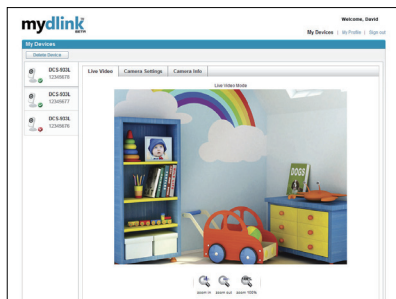 mydlink
BETA
Welcome, David
My Devices | My Profile | Sign out
My Devices
Delete Device
DCS-933L
12345678
DCS-933L
12345677
DCS-933L
12345676
Live Video
Camera Settings
Camera Info
Live Video Mode
DOGS
zoom in
zoom out
zoom 100%